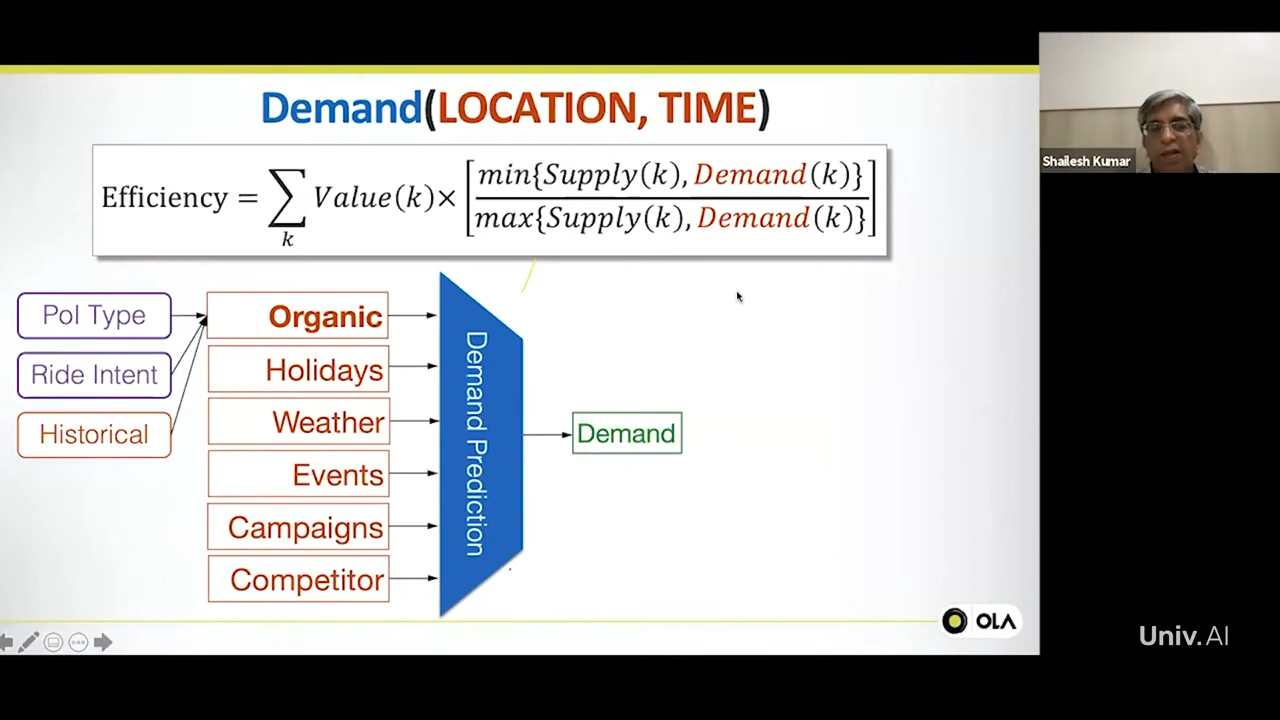 Demand(LOCATION, TIME)
Shailesh Kumar
Efficiency = ∑ₖ Value(k) × [min{Supply(k), Demand(k)} / max{Supply(k), Demand(k)}]
PoI Type
Organic
Ride Intent
Holidays
Historical
Weather
Events
Campaigns
Competitor
Demand Prediction
Demand
OLA
Univ.AI